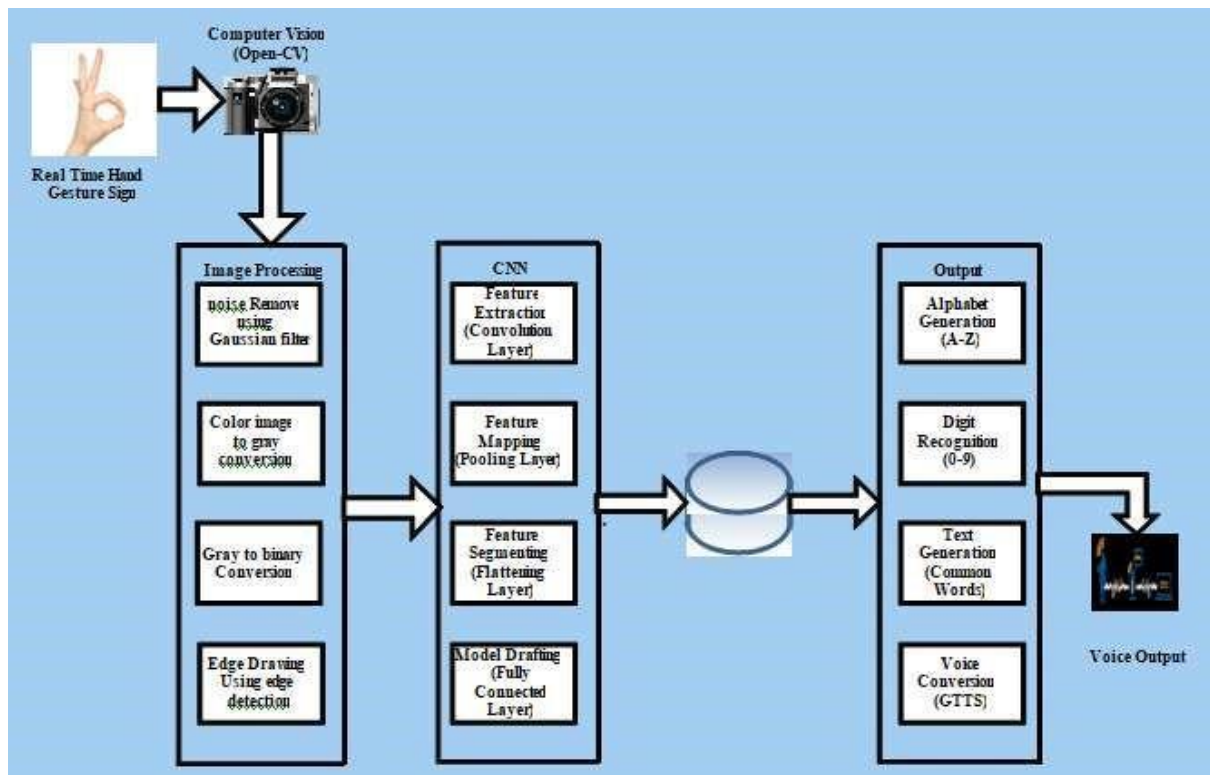 Computer Vision
(Open-CV)
Real Time Hand
Gesture Sign
Image Processing
noise Remove
using
Gaussian filter
Color image
to gray
conversion
Gray to binary
Conversion
Edge Drawing
Using edge
detection
CNN
Feature
Extraction
(Convolution
Layer)
Feature
Mapping
(Pooling Layer)
Feature
Segmenting
(Flattening
Layer)
Model Drafting
(Fully
Connected
Layer)
Output
Alphabet
Generation
(A-Z)
Digit
Recognition
(0-9)
Text
Generation
(Common
Words)
Voice
Conversion
(GTTS)
Voice Output